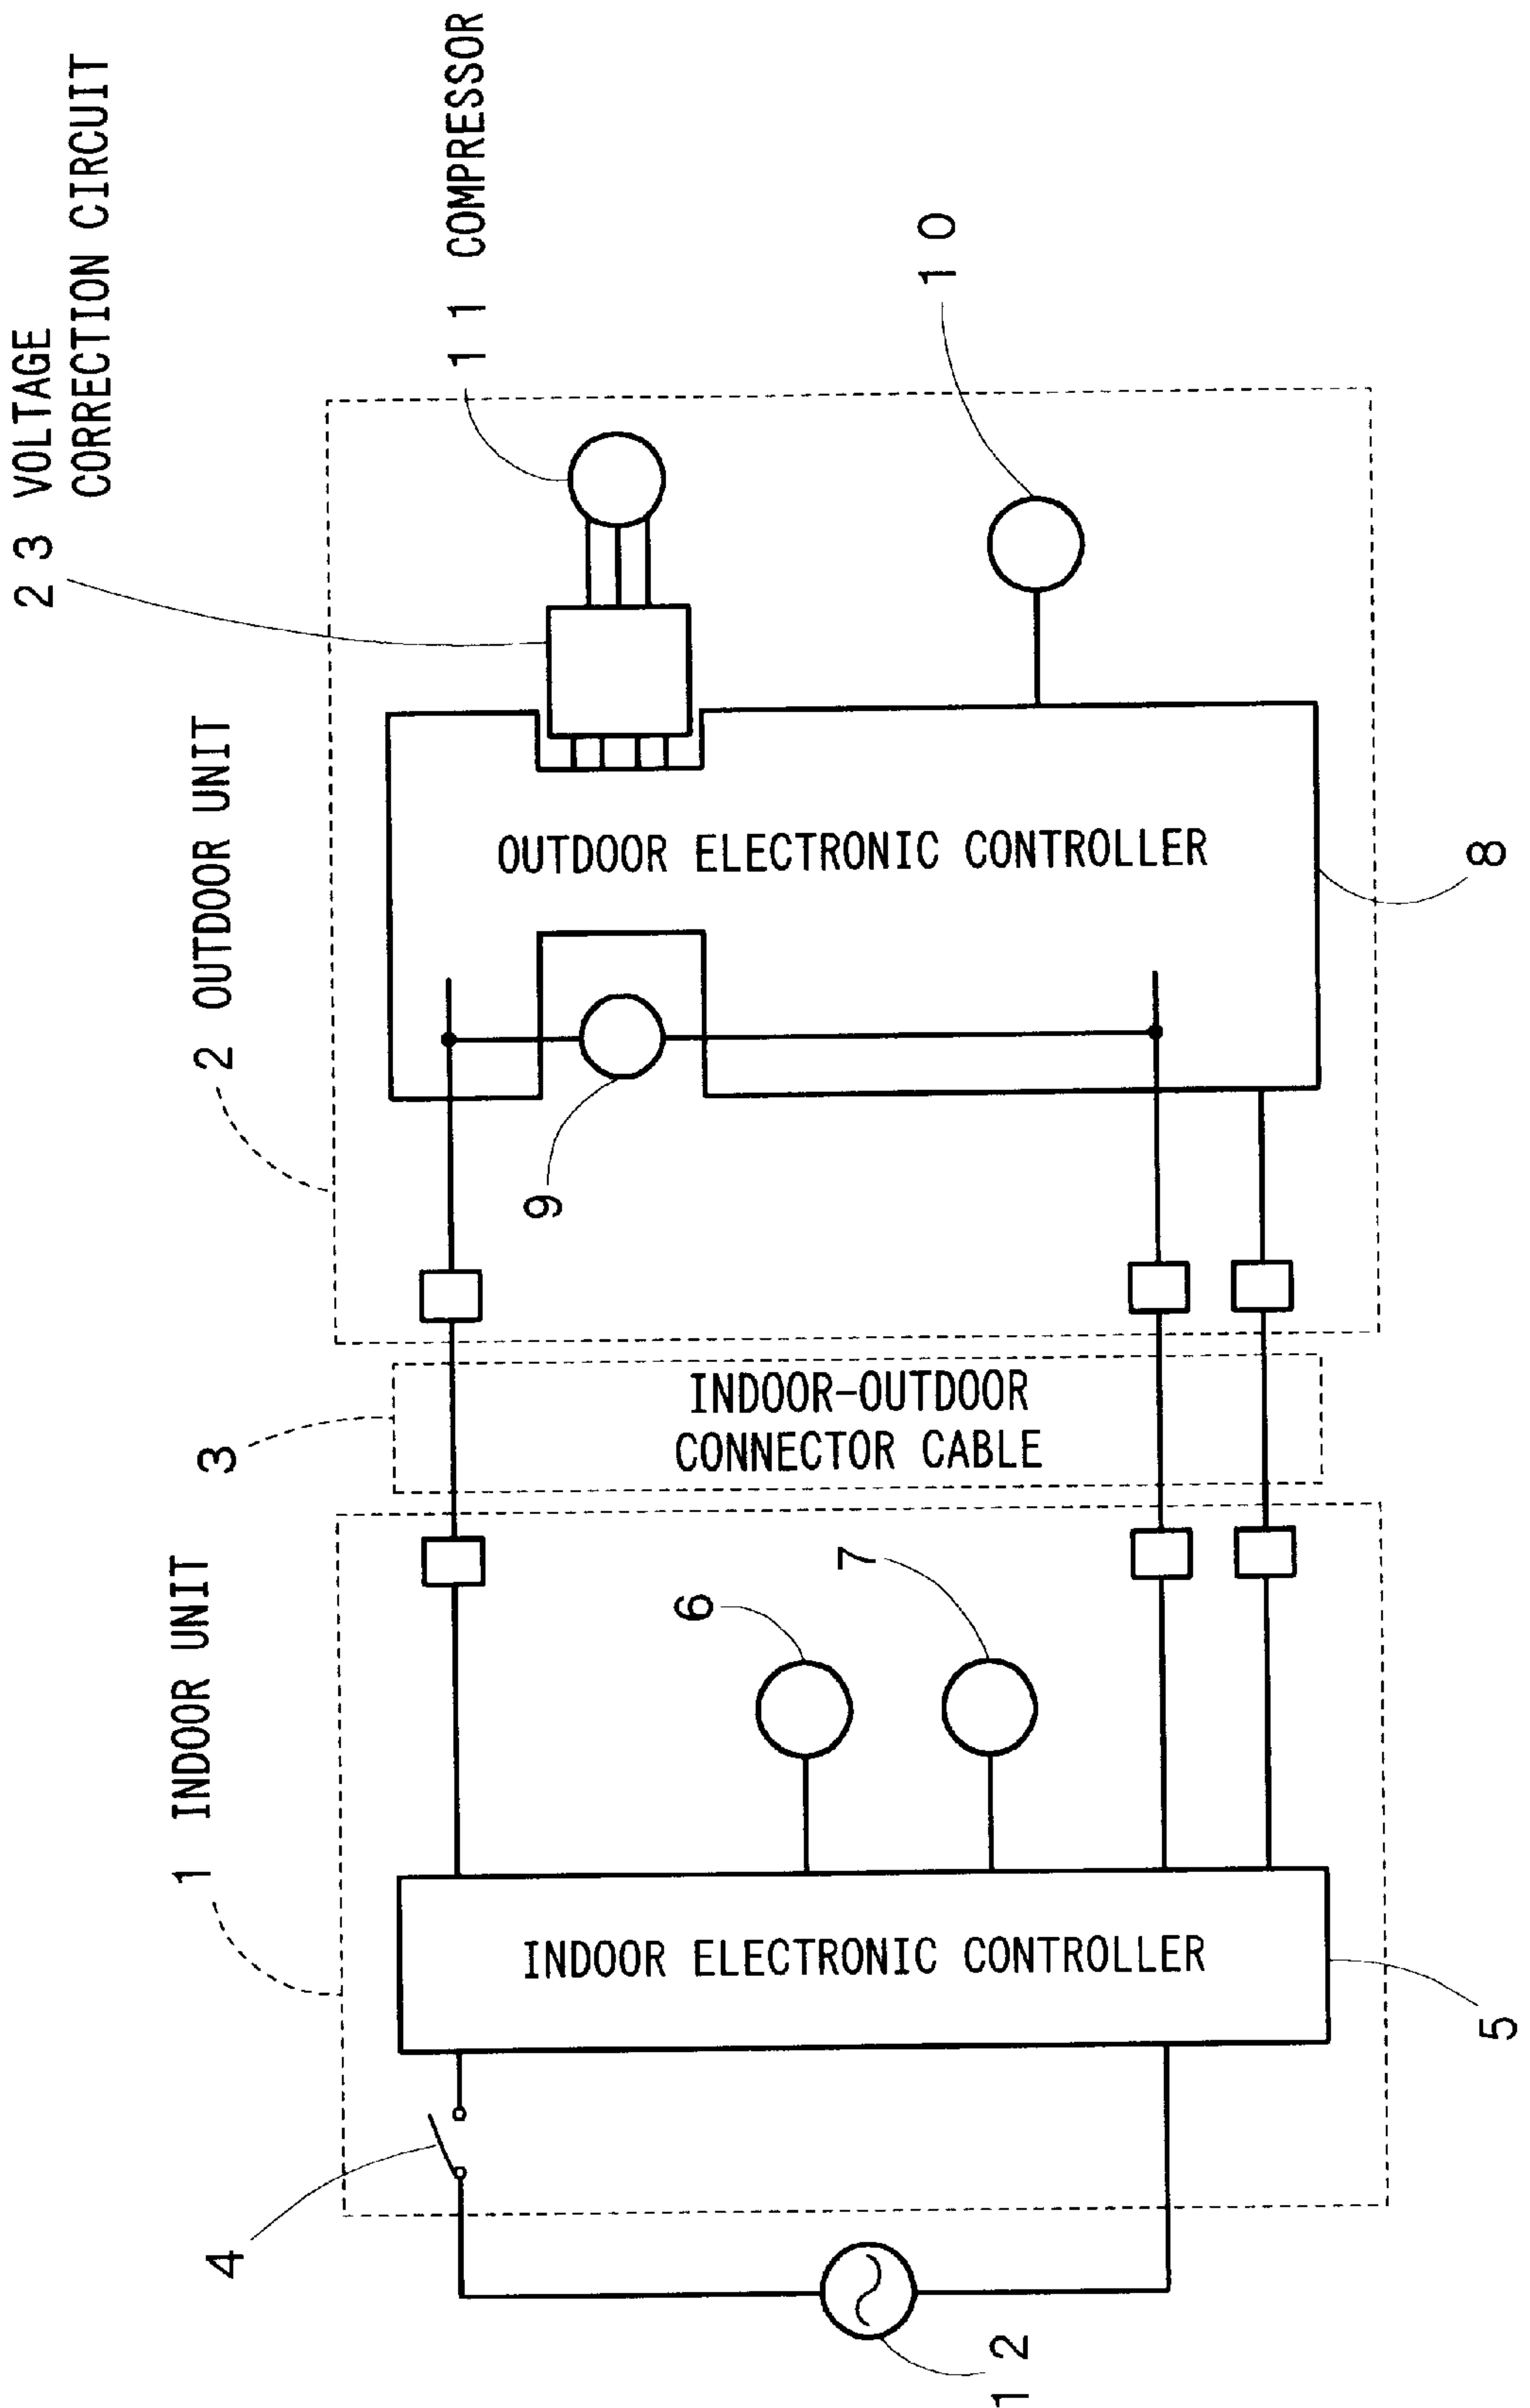 23 VOLTAGE
CORRECTION CIRCUIT
2 OUTDOOR UNIT
11 COMPRESSOR
1 INDOOR UNIT
3
10
4
9
OUTDOOR ELECTRONIC CONTROLLER
INDOOR-OUTDOOR
CONNECTOR CABLE
6
7
INDOOR ELECTRONIC CONTROLLER
12
5
8